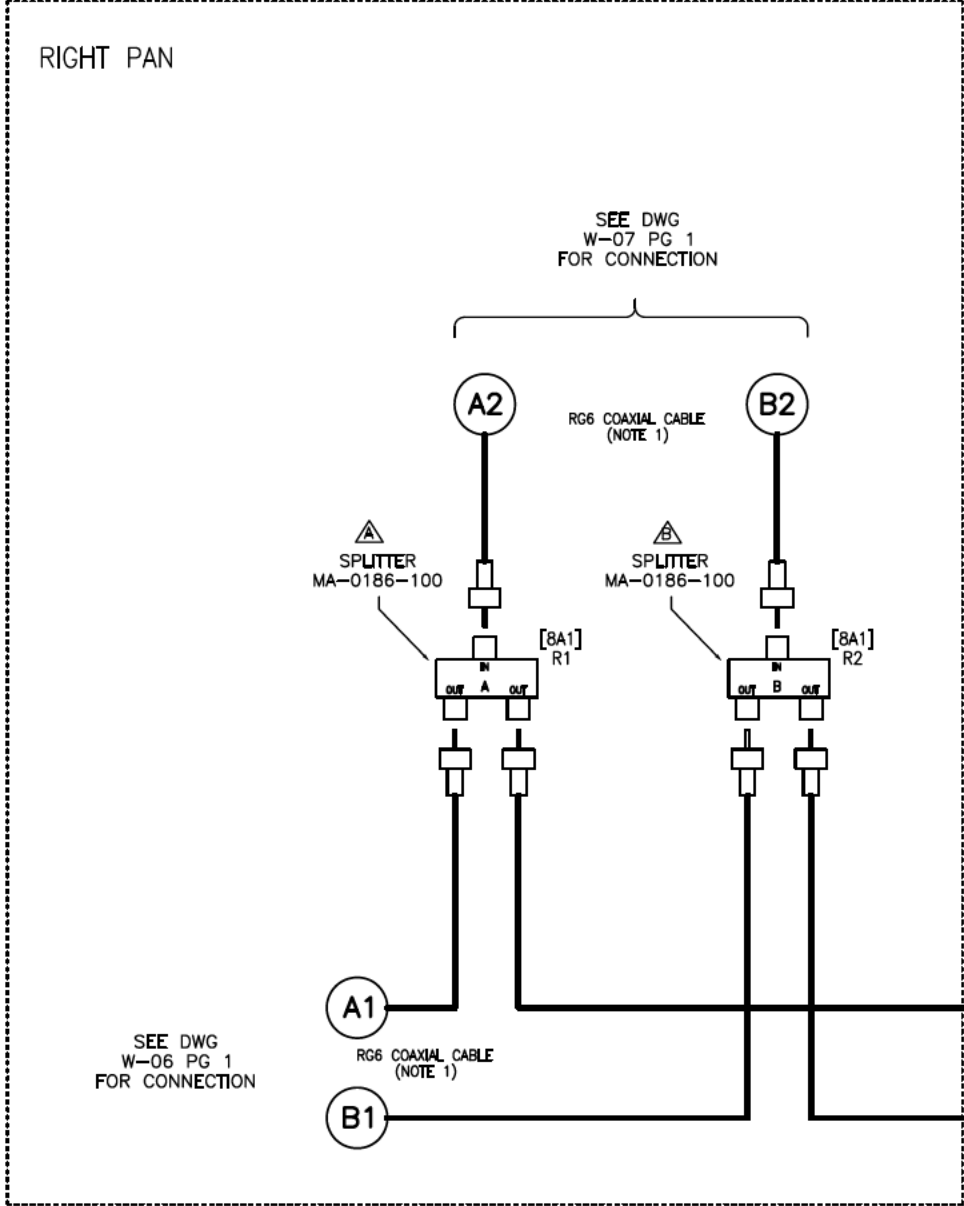 RIGHT PAN
SEE DWG
W-07 PG 1
FOR CONNECTION
A2
B2
RG6 COAXIAL CABLE
(NOTE 1)
A
SPLITTER
MA-0186-100
B
SPLITTER
MA-0186-100
[8A1]
R1
IN
OUT A OUT
[8A1]
R2
IN
OUT B OUT
A1
SEE DWG
W-06 PG 1
FOR CONNECTION
RG6 COAXIAL CABLE
(NOTE 1)
B1